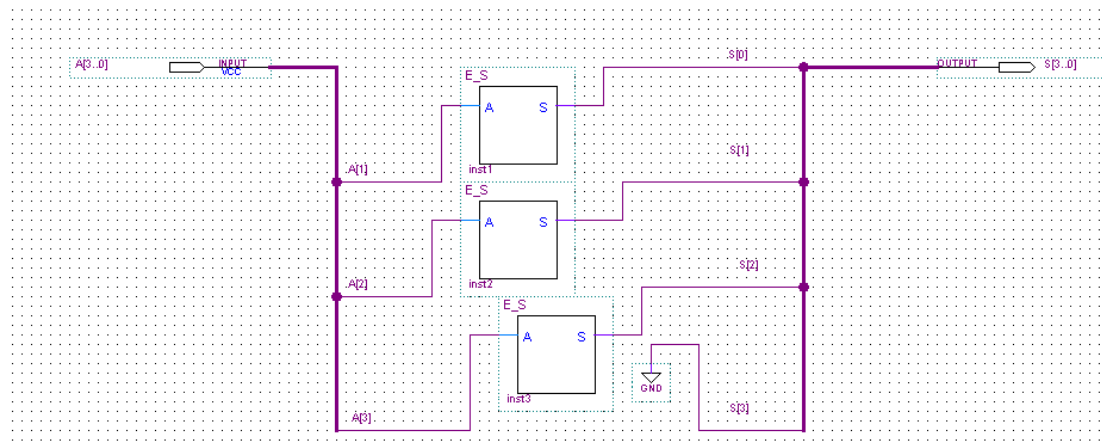 A[3..0]
INPUT
VCC
S[0]
OUTPUT
S[3..0]
E_S
A
S
A[1]
inst1
S[1]
E_S
A
S
A[2]
inst2
S[2]
E_S
A
S
GND
inst3
A[3]
S[3]